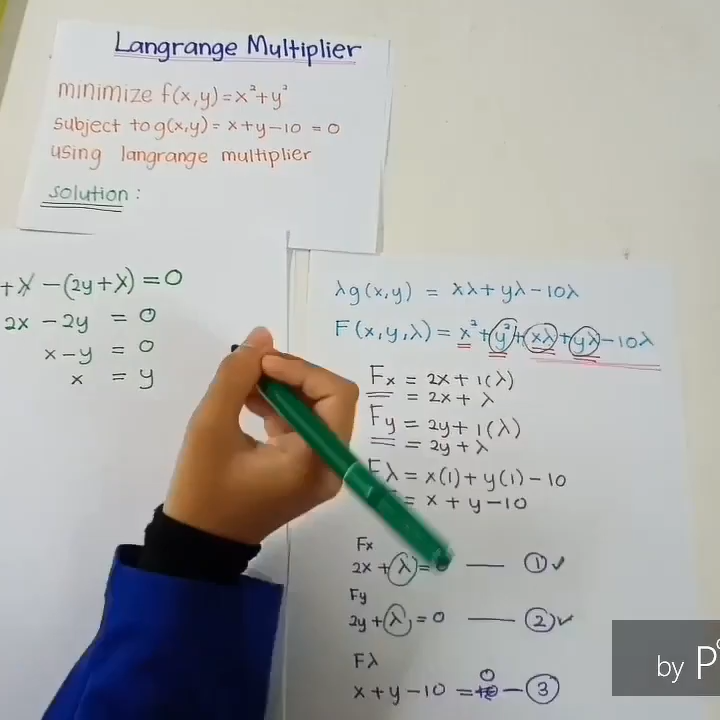 Langrange Multiplier
minimize f(x,y) = x² + y²
subject to g(x,y) = x + y - 10 = 0
using langrange multiplier
solution :
+λ - (2y + λ) = 0
2x - 2y = 0
x - y = 0
x = y
λg(x,y) = xλ + yλ - 10λ
F(x,y,λ) = x² + y² + xλ + yλ - 10λ
Fx = 2x + 1(λ)
= 2x + λ
Fy = 2y + 1(λ)
= 2y + λ
Fλ = x(1) + y(1) - 10
= x + y - 10
Fx
2x + λ = 0 — ① ✓
Fy
2y + λ = 0 — ② ✓
Fλ
x + y - 10 = 0 — ③
by